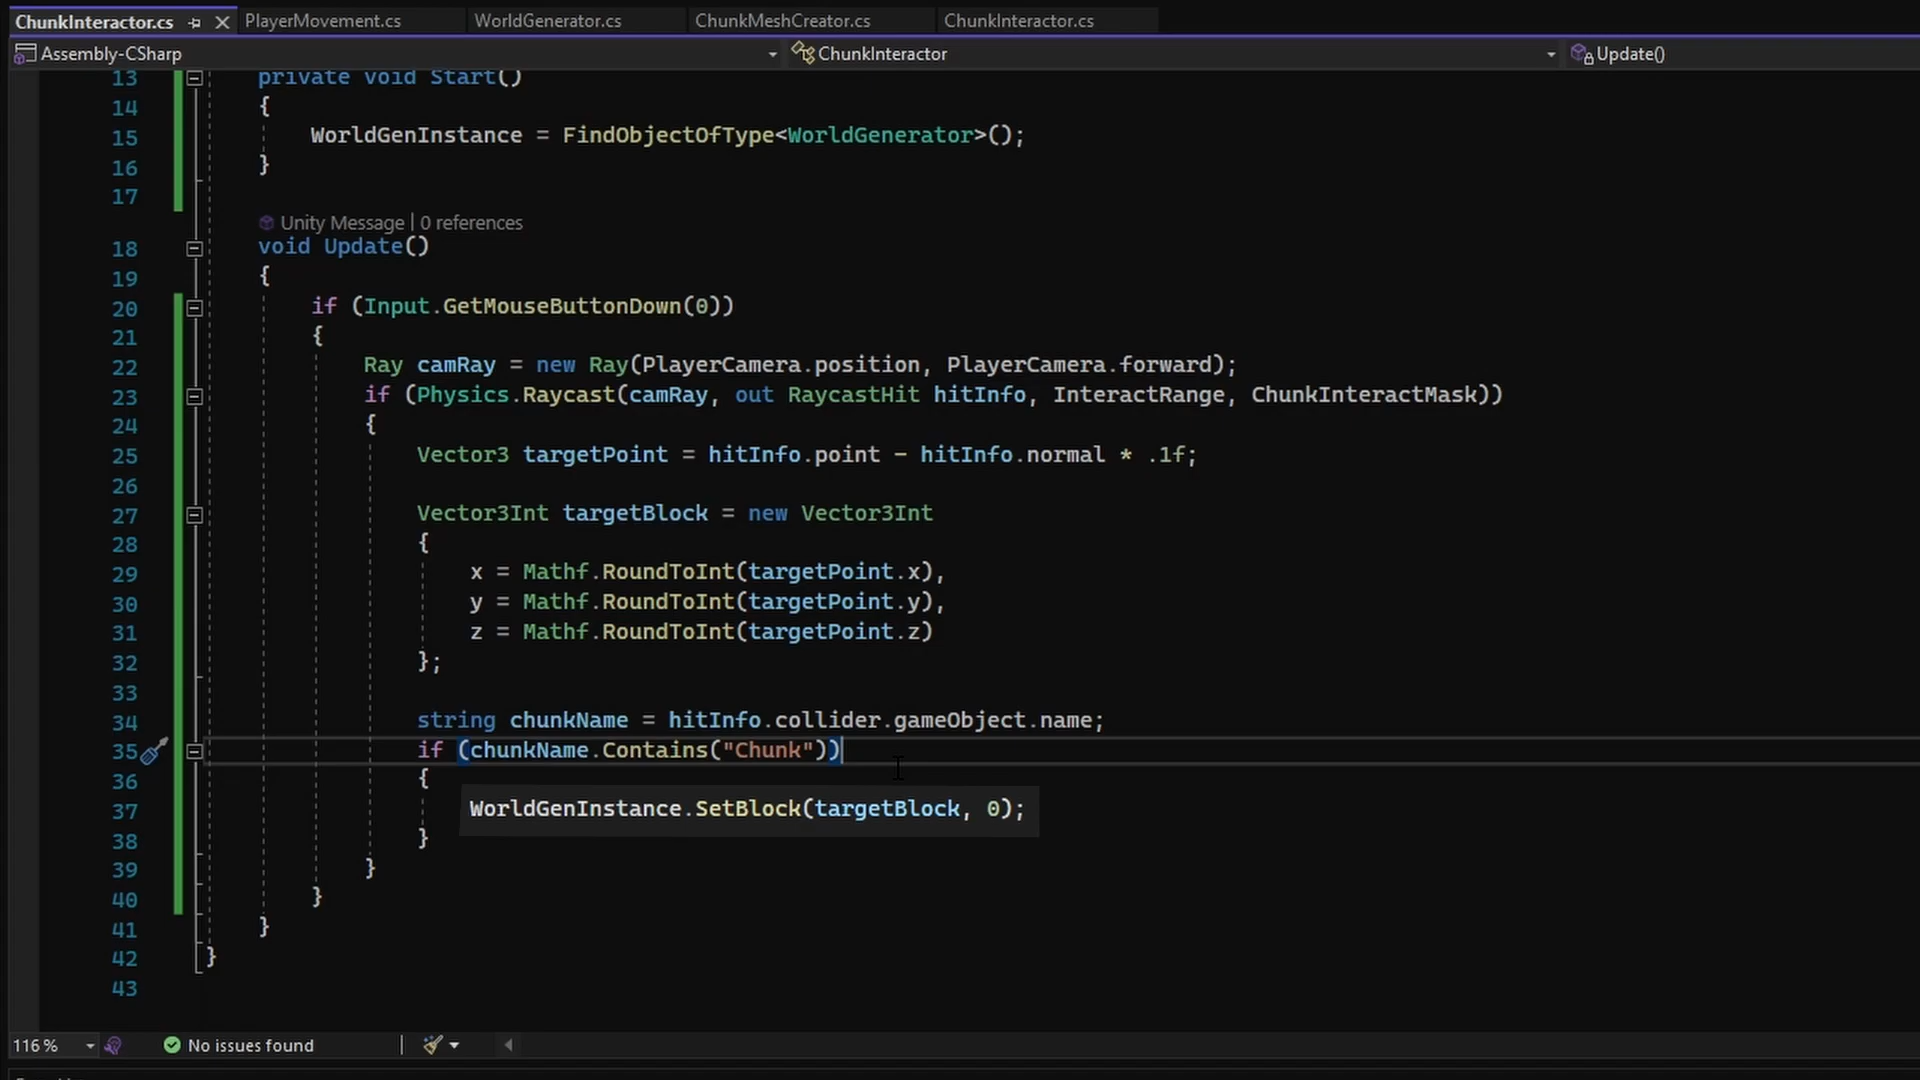 ChunkInteractor.cs PlayerMovement.cs WorldGenerator.cs ChunkMeshCreator.cs ChunkInteractor.cs
Assembly-CSharp ChunkInteractor Update()
13 private void Start()
14 {
15 WorldGenInstance = FindObjectOfType<WorldGenerator>();
16 }
17
Unity Message | 0 references
18 void Update()
19 {
20 if (Input.GetMouseButtonDown(0))
21 {
22 Ray camRay = new Ray(PlayerCamera.position, PlayerCamera.forward);
23 if (Physics.Raycast(camRay, out RaycastHit hitInfo, InteractRange, ChunkInteractMask))
24 {
25 Vector3 targetPoint = hitInfo.point - hitInfo.normal * .1f;
26
27 Vector3Int targetBlock = new Vector3Int
28 {
29 x = Mathf.RoundToInt(targetPoint.x),
30 y = Mathf.RoundToInt(targetPoint.y),
31 z = Mathf.RoundToInt(targetPoint.z)
32 };
33
34 string chunkName = hitInfo.collider.gameObject.name;
35 if (chunkName.Contains("Chunk"))
36 {
37 WorldGenInstance.SetBlock(targetBlock, 0);
38 }
39 }
40 }
41 }
42 }
43
116 % No issues found